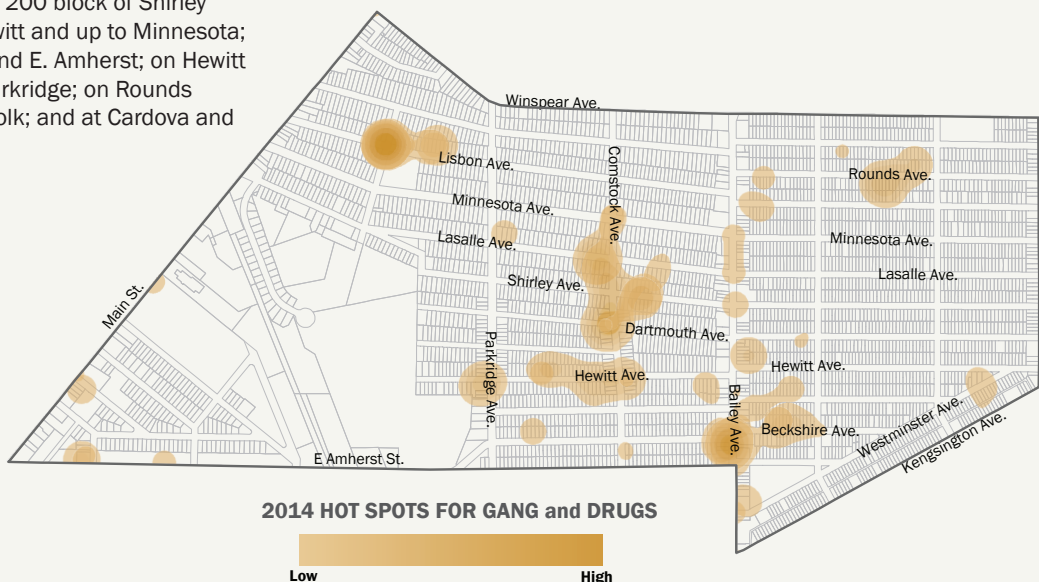 200 block of Shirley
witt and up to Minnesota;
nd E. Amherst; on Hewitt
rkridge; on Rounds
olk; and at Cardova and
Winspear Ave.
Lisbon Ave.
Comstock Ave.
Rounds Ave.
Minnesota Ave.
Lasalle Ave.
Minnesota Ave.
Lasalle Ave.
Shirley Ave.
Main St.
Dartmouth Ave.
Parkridge Ave.
Hewitt Ave.
Hewitt Ave.
Bailey Ave.
Beckshire Ave.
Westminster Ave.
Kengsington Ave.
E Amherst St.
2014 HOT SPOTS FOR GANG and DRUGS
Low
High